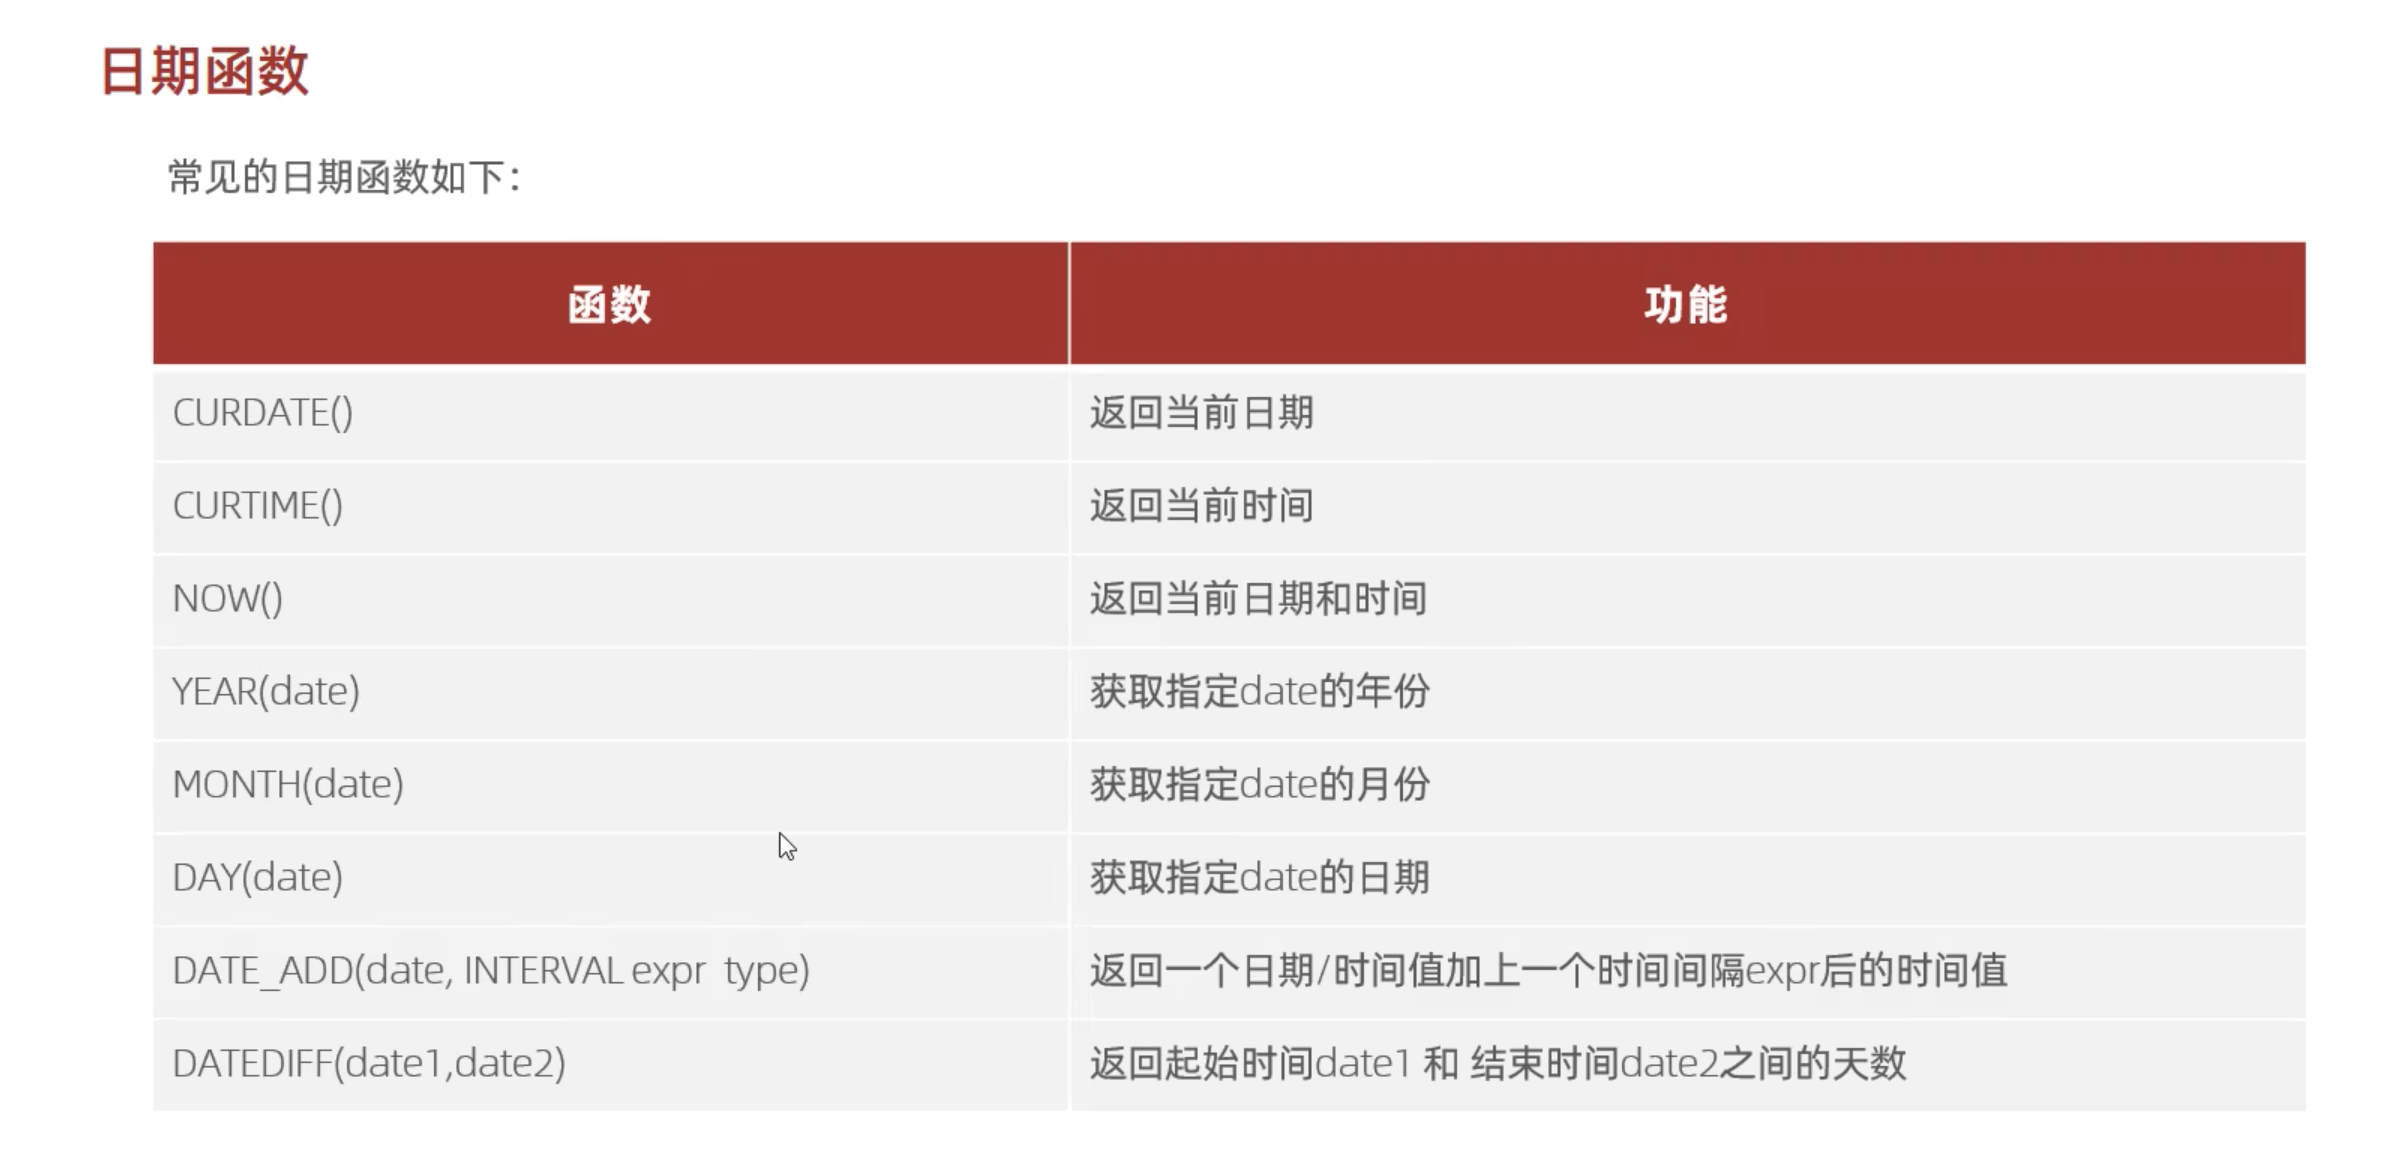 日期函数
常见的日期函数如下：
函数 功能
CURDATE() 返回当前日期
CURTIME() 返回当前时间
NOW() 返回当前日期和时间
YEAR(date) 获取指定date的年份
MONTH(date) 获取指定date的月份
DAY(date) 获取指定date的日期
DATE_ADD(date, INTERVAL expr type) 返回一个日期/时间值加上一个时间间隔expr后的时间值
DATEDIFF(date1,date2) 返回起始时间date1 和 结束时间date2之间的天数